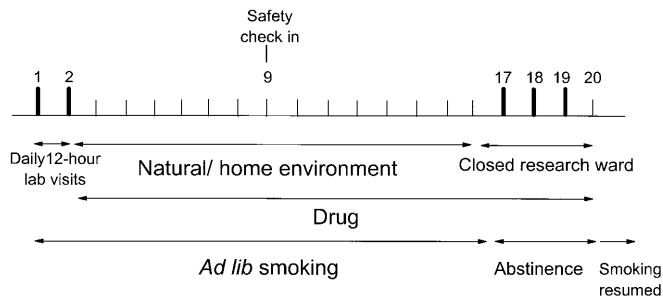 Safety
check in
1 2 9 17 18 19 20
Daily12-hour
lab visits
Natural/ home environment
Closed research ward
Drug
Ad lib smoking
Abstinence
Smoking
resumed